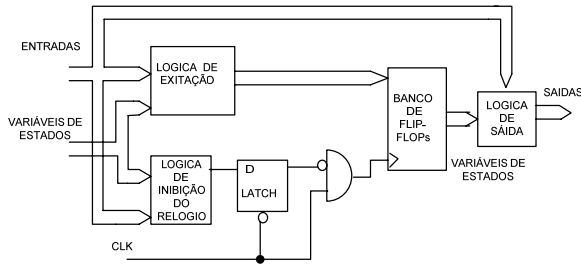 ENTRADAS
LOGICA DE
EXITAÇÃO
VARIÁVEIS DE
ESTADOS
LOGICA
DE
INIBIÇÃO
DO
RELOGIO
D
LATCH
CLK
BANCO
DE
FLIP-
FLOPs
VARIÁVEIS DE
ESTADOS
LOGICA
DE
SÁIDA
SAIDAS